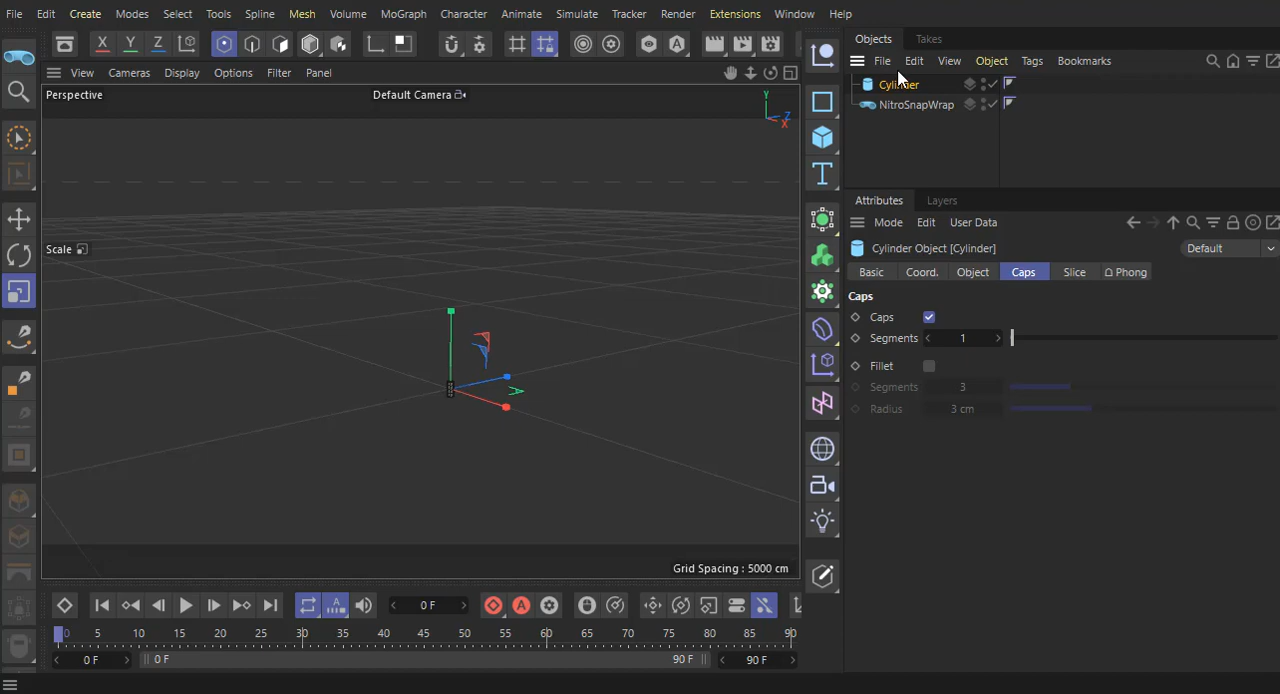 File Edit Create Modes Select Tools Spline Mesh Volume MoGraph Character Animate Simulate Tracker Render Extensions Window Help
X Y Z
A
Objects Takes
File Edit View Object Tags Bookmarks
Cylinder
NitroSnapWrap
View Cameras Display Options Filter Panel
Perspective
Default Camera
Y
Z
X
Scale
Grid Spacing : 5000 cm
T
Attributes Layers
Mode Edit User Data
Cylinder Object [Cylinder]
Default
Basic Coord. Object Caps Slice Phong
Caps
Caps
Segments 1
Fillet
Segments 3
Radius 3 cm
A 0 F A
0 5 10 15 20 25 30 35 40 45 50 55 60 65 70 75 80 85 90
0 F 0 F 90 F 90 F